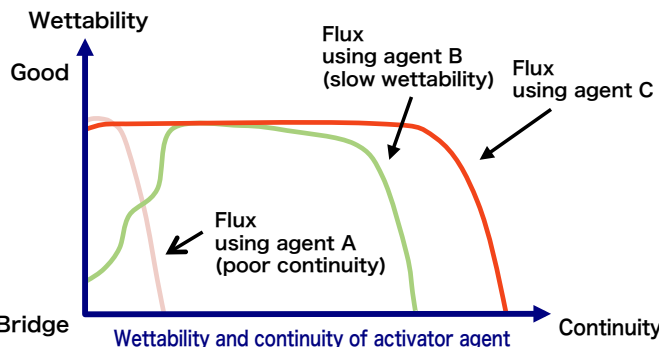 Wettability
Good
Flux
using agent B
(slow wettability)
Flux
using agent C
Flux
using agent A
(poor continuity)
Bridge
Continuity
Wettability and continuity of activator agent